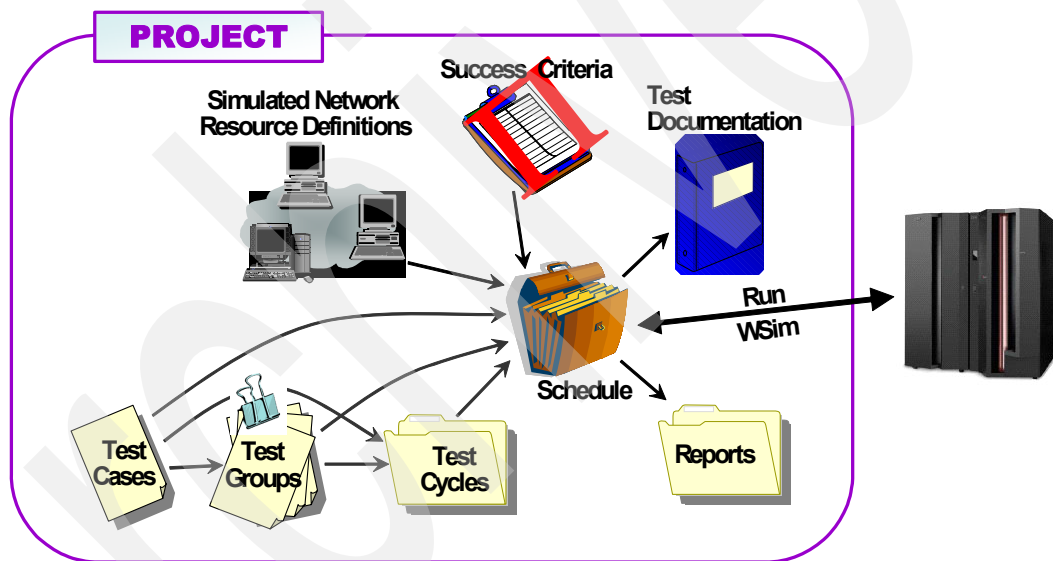 PROJECT
Success Criteria
Simulated Network
Resource Definitions
Test
Documentation
Run
WSim
Schedule
Test
Cases
Test
Groups
Test
Cycles
Reports